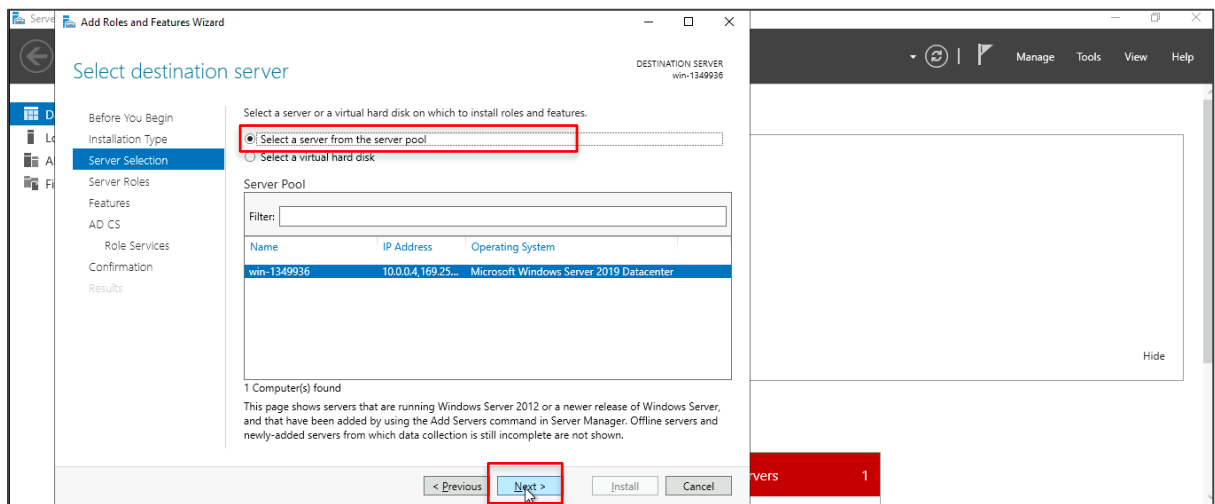 Serve
Add Roles and Features Wizard
Select destination server
DESTINATION SERVER
win-1349936
Manage Tools View Help
Before You Begin
Installation Type
Server Selection
Server Roles
Features
AD CS
Role Services
Confirmation
Results
Select a server or a virtual hard disk on which to install roles and features.
Select a server from the server pool
Select a virtual hard disk
Server Pool
Filter:
Name IP Address Operating System
win-1349936 10.0.0.4,169.25... Microsoft Windows Server 2019 Datacenter
1 Computer(s) found
This page shows servers that are running Windows Server 2012 or a newer release of Windows Server,
and that have been added by using the Add Servers command in Server Manager. Offline servers and
newly-added servers from which data collection is still incomplete are not shown.
< Previous Next > Install Cancel
Hide
rvers 1